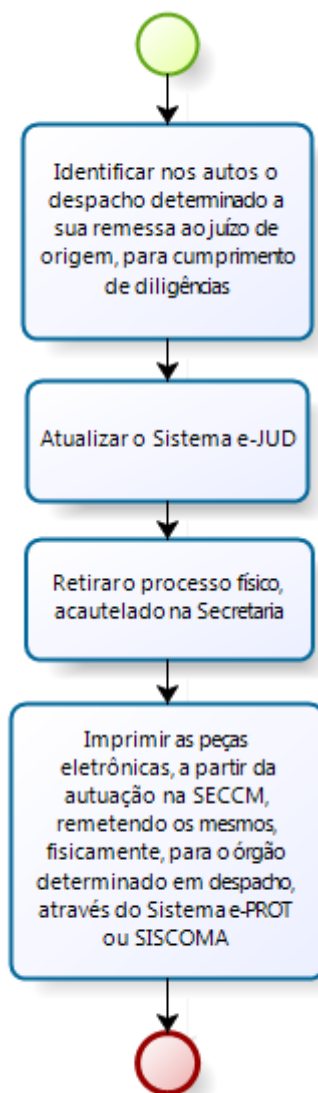 Identificar nos autos o
despacho determinado a
sua remessa ao juízo de
origem, para cumprimento
de diligências
Atualizar o Sistema e-JUD
Retirar o processo físico,
acautelado na Secretaria
Imprimir as peças
eletrônicas, a partir da
autuação na SECCM,
remetendo os mesmos,
fisicamente, para o órgão
determinado em despacho,
através do Sistema e-PROT
ou SISCOMA